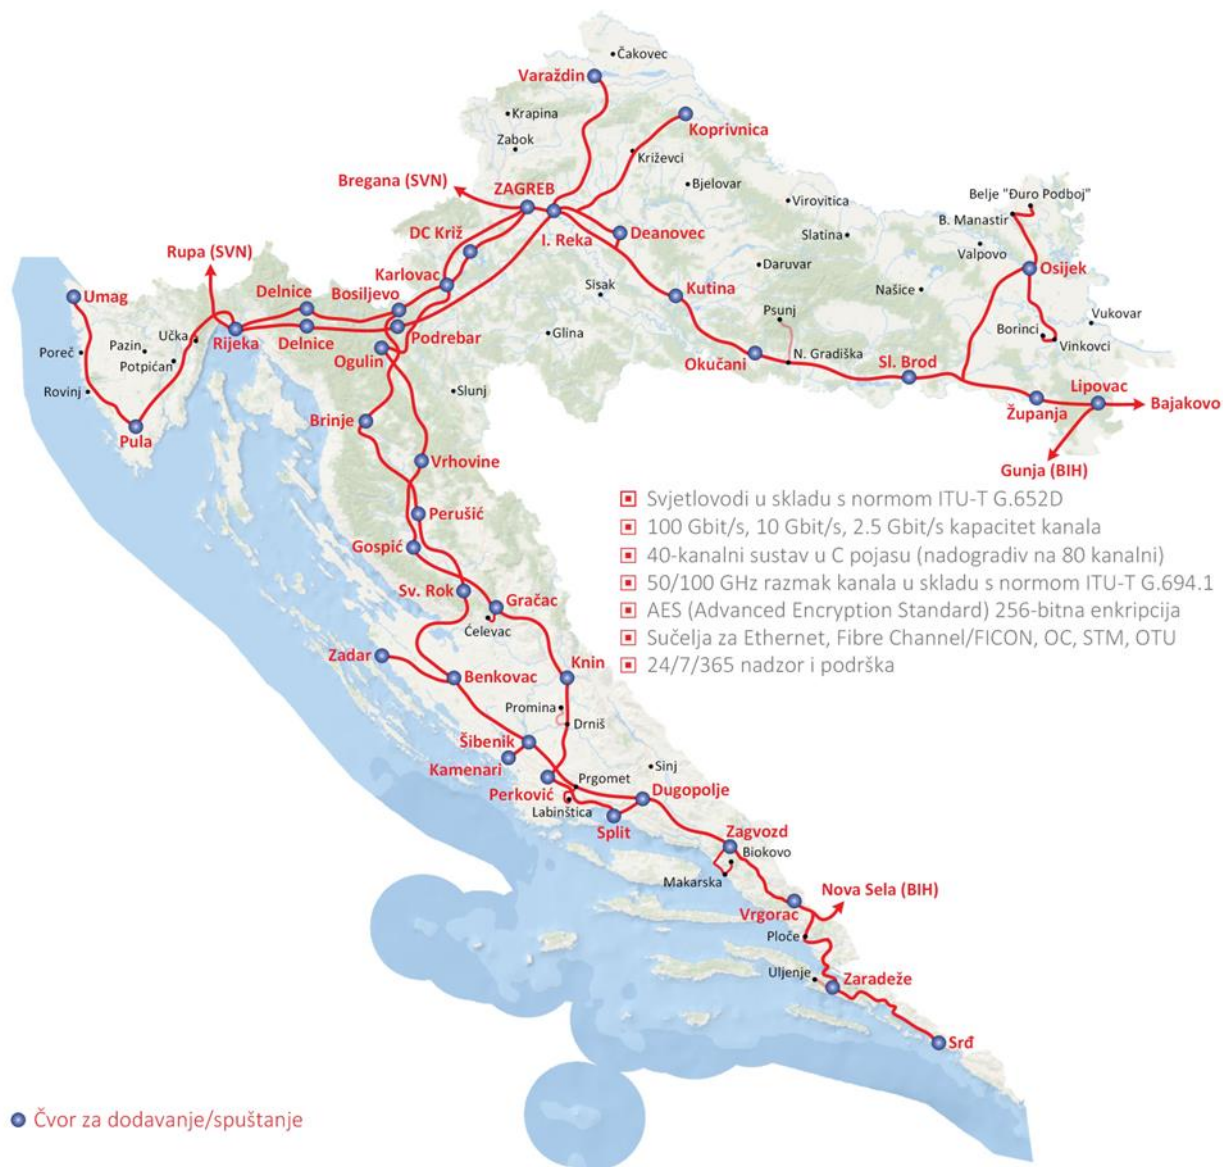 Čakovec
Varaždin
Krapina
Koprivnica
Zabok
Križevci
Bregana (SVN)
ZAGREB
Bjelovar
Virovitica
Belje "Đuro Podboj"
B. Manastir
DC Križ
I. Reka
Deanovec
Slatina
Valpovo
Rupa (SVN)
Karlovac
Daruvar
Osijek
Umag
Delnice
Bosiljevo
Sisak
Kutina
Našice
Psunj
Vukovar
Učka
Rijeka
Delnice
Podrebar
Glina
Borinci
Vinkovci
Poreč
Pazin
Potpićan
Ogulin
Okučani
N. Gradiška
Sl. Brod
Lipovac
Rovinj
Slunj
Županja
Bajakovo
Pula
Brinje
Vrhovine
Gunja (BIH)
Perušić
Gospić
Sv. Rok
Gračac
Ćelevac
Svjetlovodi u skladu s normom ITU-T G.652D
100 Gbit/s, 10 Gbit/s, 2.5 Gbit/s kapacitet kanala
40-kanalni sustav u C pojasu (nadogradiv na 80 kanalni)
50/100 GHz razmak kanala u skladu s normom ITU-T G.694.1
AES (Advanced Encryption Standard) 256-bitna enkripcija
Sučelja za Ethernet, Fibre Channel/FICON, OC, STM, OTU
24/7/365 nadzor i podrška
Zadar
Benkovac
Knin
Promina
Drniš
Šibenik
Kamenari
Sinj
Perković
Prgomet
Labinštica
Dugopolje
Split
Zagvozd
Biokovo
Makarska
Nova Sela (BIH)
Vrgorac
Ploče
Uljenje
Zaradeže
Srđ
Čvor za dodavanje/spuštanje